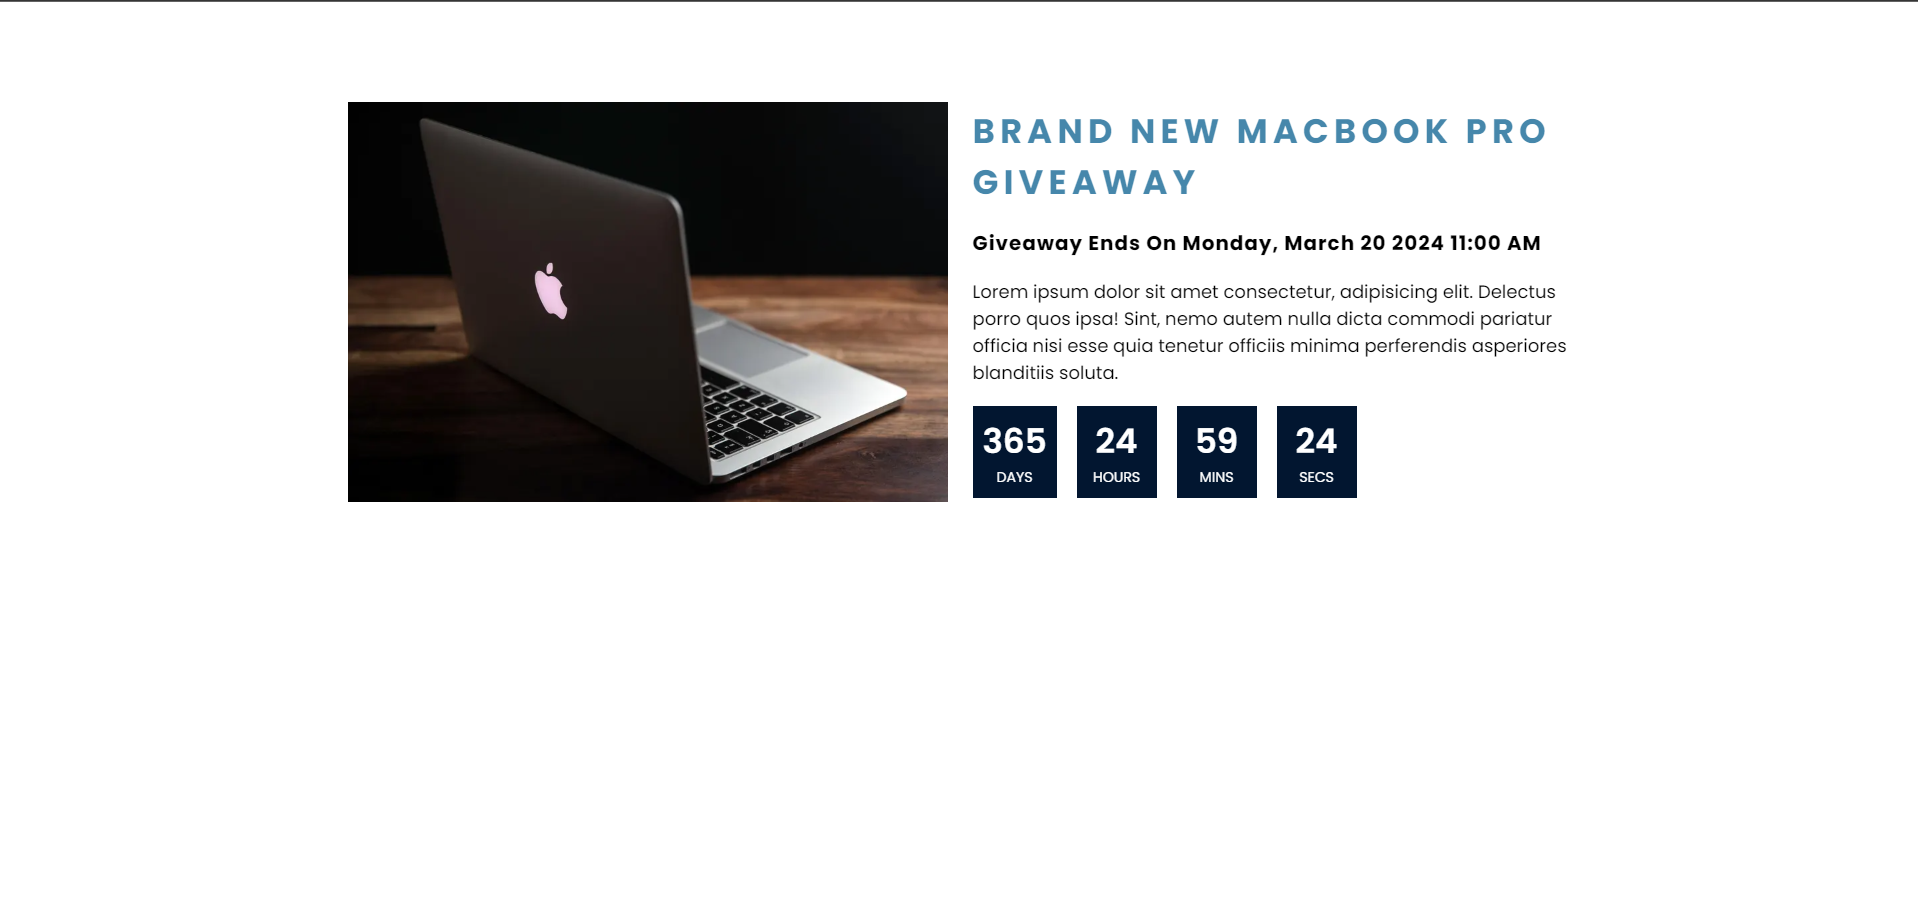 BRAND NEW MACBOOK PRO
GIVEAWAY
Giveaway Ends On Monday, March 20 2024 11:00 AM
Lorem ipsum dolor sit amet consectetur, adipisicing elit. Delectus
porro quos ipsa! Sint, nemo autem nulla dicta commodi pariatur
officia nisi esse quia tenetur officiis minima perferendis asperiores
blanditiis soluta.
365 24 59 24
DAYS HOURS MINS SECS